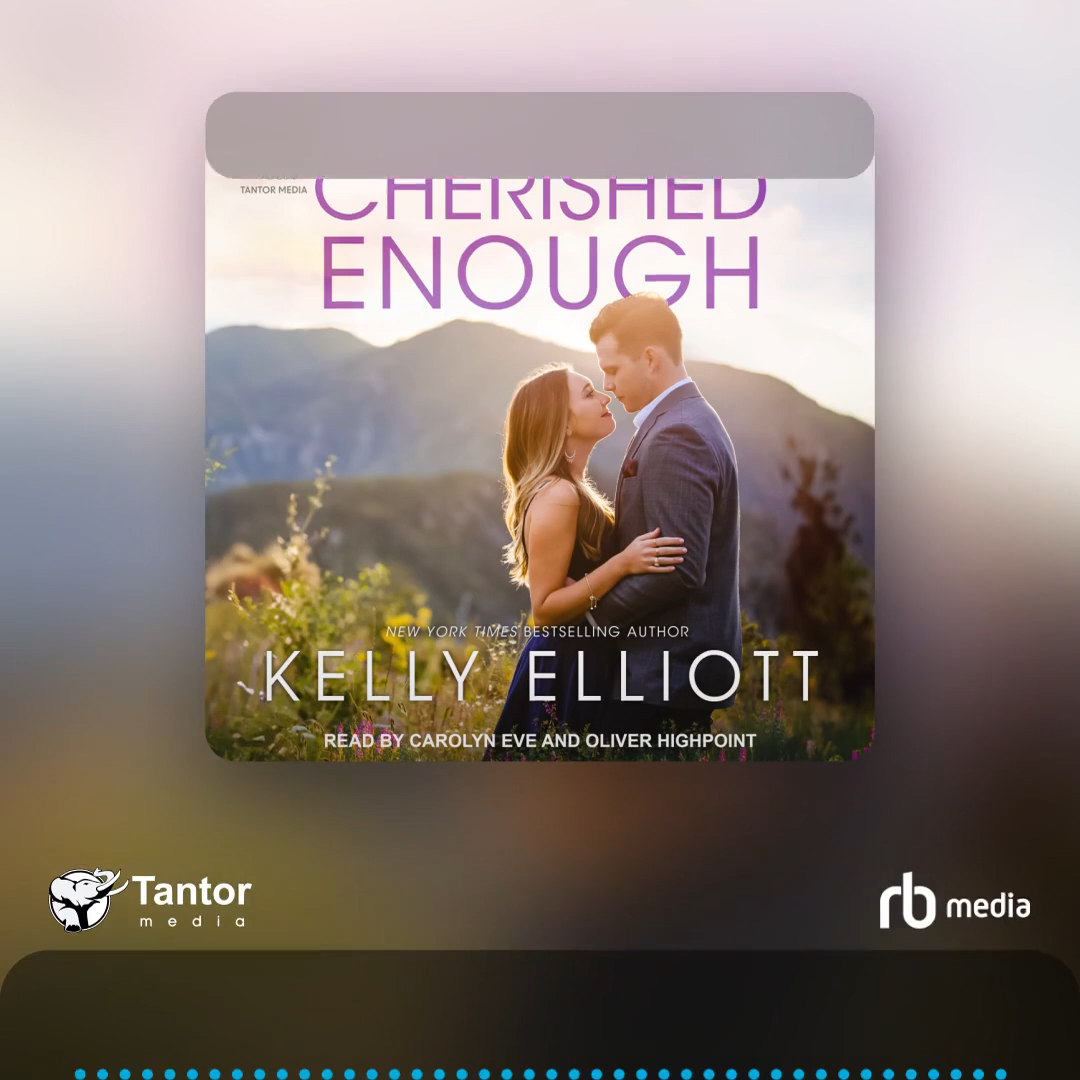 TANTOR MEDIA
CHERISHED
ENOUGH
NEW YORK TIMES BESTSELLING AUTHOR
KELLY ELLIOTT
READ BY CAROLYN EVE AND OLIVER HIGHPOINT
Tantor
media
rb media